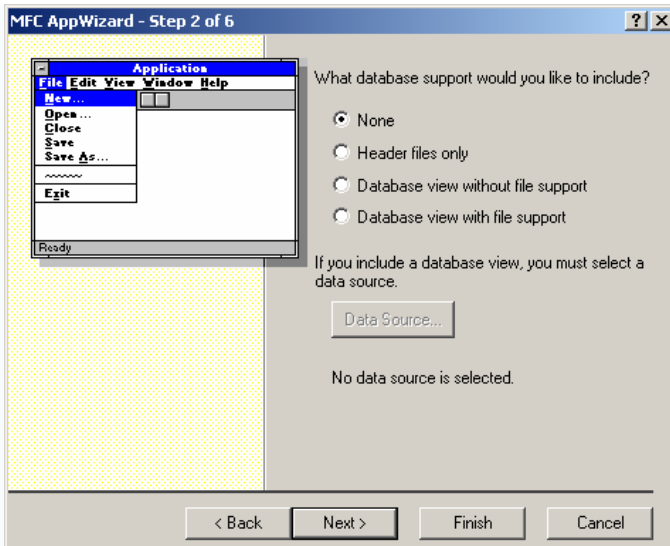 MFC AppWizard - Step 2 of 6
Application
File Edit View Window Help
New...
Open...
Close
Save
Save As...
Exit
Ready
What database support would you like to include?
None
Header files only
Database view without file support
Database view with file support
If you include a database view, you must select a
data source.
Data Source...
No data source is selected.
< Back Next > Finish Cancel